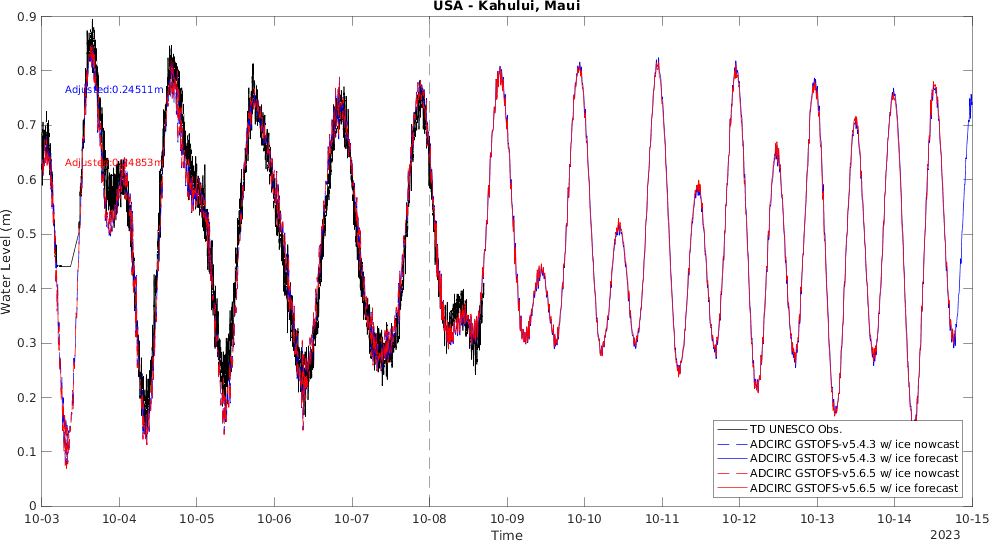 USA - Kahului, Maui
0.9
0.8
0.7
0.6
0.5
0.4
0.3
0.2
0.1
0
Water Level (m)
Adjusted:0.24511m
Adjusted:0.24853m
TD UNESCO Obs.
ADCIRC GSTOFS-v5.4.3 w/ ice nowcast
ADCIRC GSTOFS-v5.4.3 w/ ice forecast
ADCIRC GSTOFS-v5.6.5 w/ ice nowcast
ADCIRC GSTOFS-v5.6.5 w/ ice forecast
10-03 10-04 10-05 10-06 10-07 10-08 10-09 10-10 10-11 10-12 10-13 10-14 10-15
Time
2023